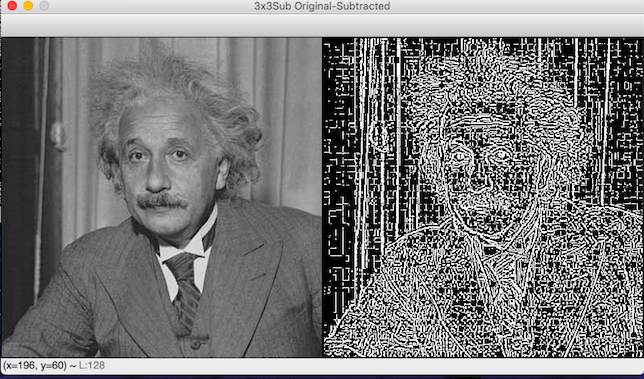 3x3Sub Original-Subtracted
(x=196, y=60) ~ L:128